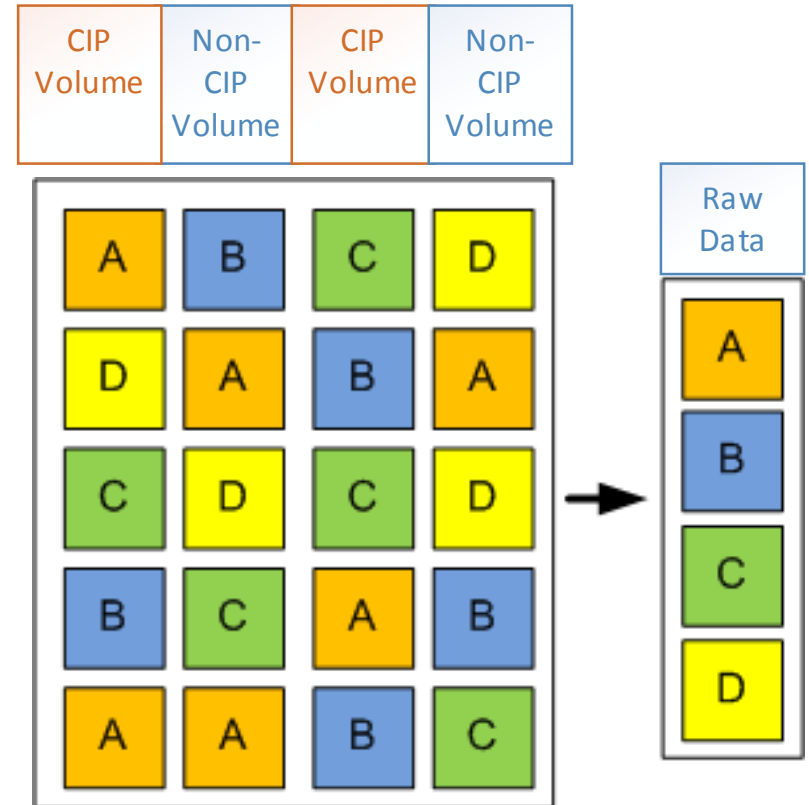 CIP Volume
Non-CIP Volume
CIP Volume
Non-CIP Volume
Raw Data
A B C D
D A B A
C D C D
B C A B
A A B C
A
B
C
D